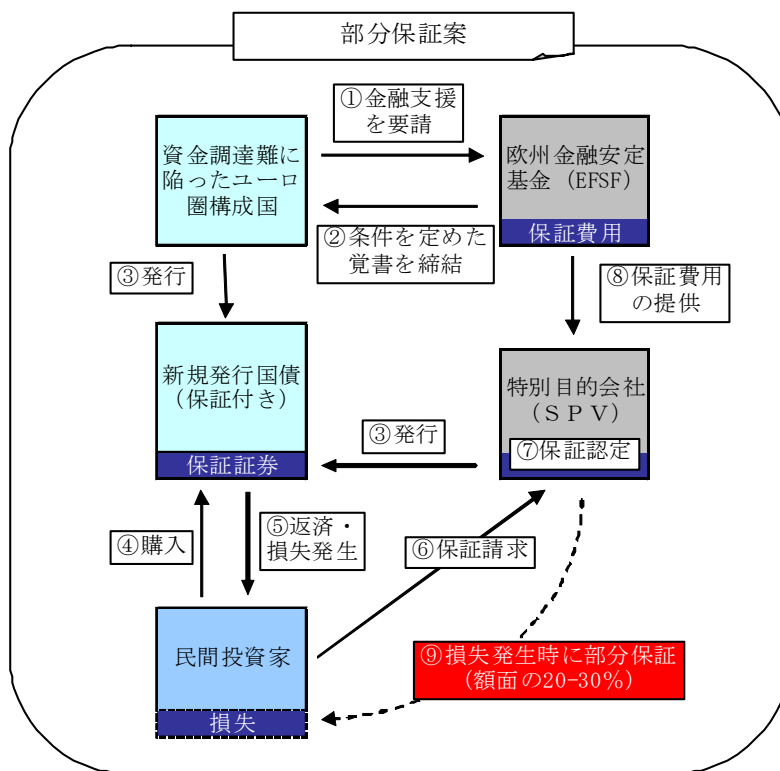 部分保証案
①金融支援
を要請
資金調達難に
陥ったユーロ
圏構成国
欧州金融安定
基金（EFSF）
保証費用
②条件を定めた
覚書を締結
③発行
⑧保証費用
の提供
新規発行国債
（保証付き）
保証証券
③発行
特別目的会社
（ＳＰＶ）
⑦保証認定
④購入
⑤返済・
損失発生
⑥保証請求
民間投資家
損失
⑨損失発生時に部分保証
（額面の20-30％）